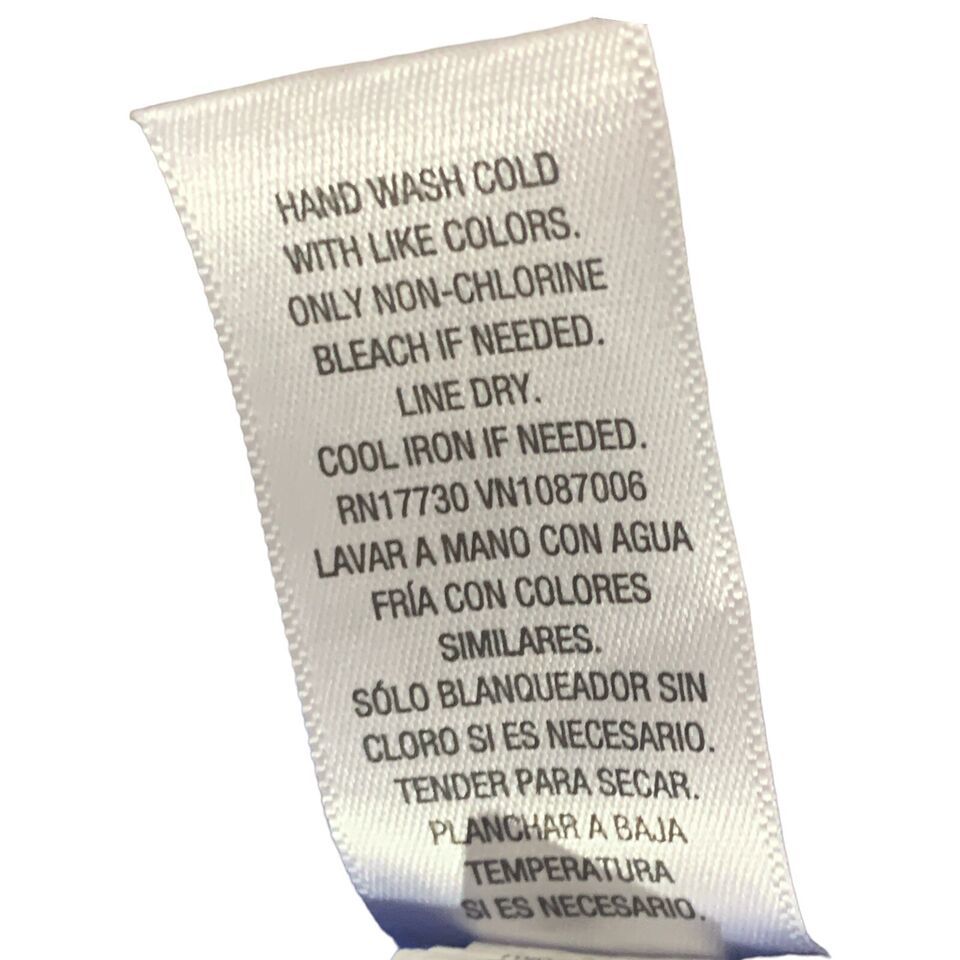 HAND WASH COLD
WITH LIKE COLORS.
ONLY NON-CHLORINE
BLEACH IF NEEDED.
LINE DRY.
COOL IRON IF NEEDED.
RN17730 VN1087006
LAVAR A MANO CON AGUA
FRÍA CON COLORES
SIMILARES.
SÓLO BLANQUEADOR SIN
CLORO SI ES NECESARIO.
TENDER PARA SECAR.
PLANCHAR A BAJA
TEMPERATURA
SI ES NECESARIO.